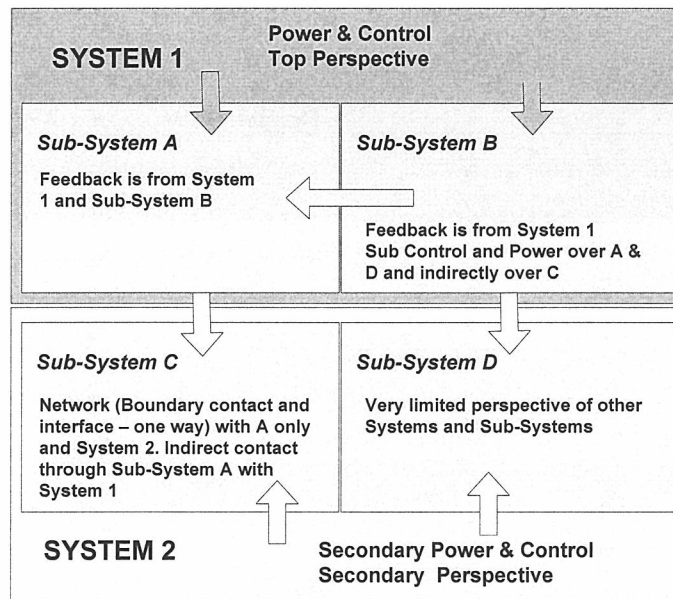 Power & Control
SYSTEM 1
Top Perspective
Sub-System A
Feedback is from System
1 and Sub-System B
Sub-System B
Feedback is from System 1
Sub Control and Power over A &
D and indirectly over C
Sub-System C
Network (Boundary contact and
interface – one way) with A only
and System 2. Indirect contact
through Sub-System A with
System 1
Sub-System D
Very limited perspective of other
Systems and Sub-Systems
SYSTEM 2
Secondary Power & Control
Secondary Perspective